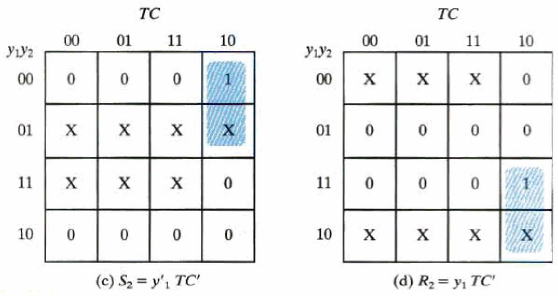 TC TC
y₁y₂ 00 01 11 10 y₁y₂ 00 01 11 10
00 0 0 0 1 00 X X X 0
01 X X X X 01 0 0 0 0
11 X X X 0 11 0 0 0 1
10 0 0 0 0 10 X X X X
(c) S₂ = y'₁ TC' (d) R₂ = y₁ TC'